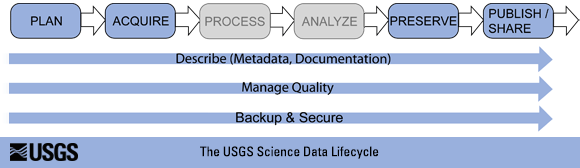 PLAN
ACQUIRE
PROCESS
ANALYZE
PRESERVE
PUBLISH /
SHARE
Describe (Metadata, Documentation)
Manage Quality
Backup & Secure
USGS
The USGS Science Data Lifecycle